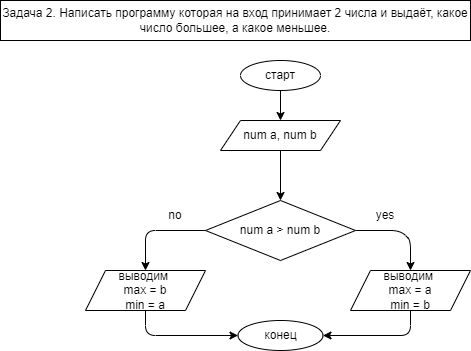 Задача 2. Написать программу которая на вход принимает 2 числа и выдаёт, какое
число большее, а какое меньшее.
старт
num a, num b
no
yes
num a > num b
выводим
max = b
min = a
выводим
max = a
min = b
конец